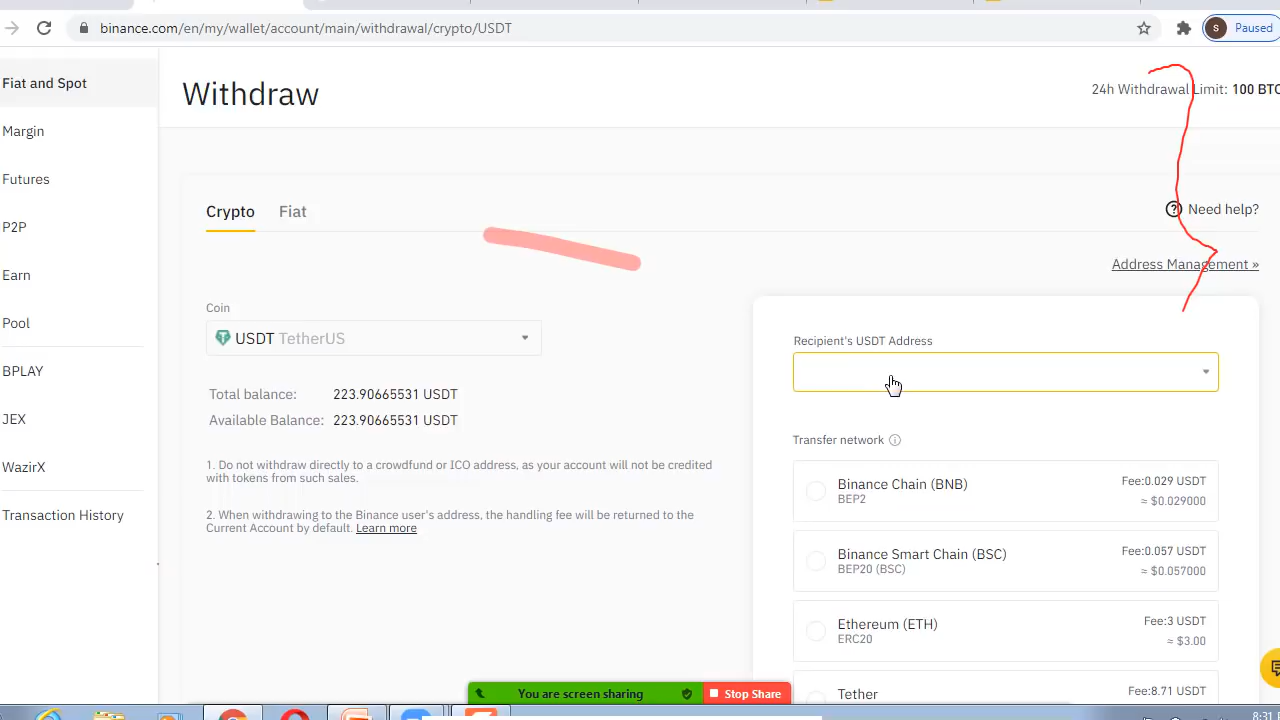 binance.com/en/my/wallet/account/main/withdrawal/crypto/USDT
S
Paused
Fiat and Spot
Margin
Futures
P2P
Earn
Pool
BPLAY
JEX
WazirX
Transaction History
Withdraw
24h Withdrawal Limit: 100 BTC
Crypto
Fiat
Need help?
Address Management »
Coin
USDT TetherUS
Total balance: 223.90665531 USDT
Available Balance: 223.90665531 USDT
1. Do not withdraw directly to a crowdfund or ICO address, as your account will not be credited
with tokens from such sales.
2. When withdrawing to the Binance user's address, the handling fee will be returned to the
Current Account by default. Learn more
Recipient's USDT Address
Transfer network
Binance Chain (BNB) Fee:0.029 USDT
BEP2 ≈ $0.029000
Binance Smart Chain (BSC) Fee:0.057 USDT
BEP20 (BSC) ≈ $0.057000
Ethereum (ETH) Fee:3 USDT
ERC20 ≈ $3.00
Tether Fee:8.71 USDT
You are screen sharing Stop Share
8:31